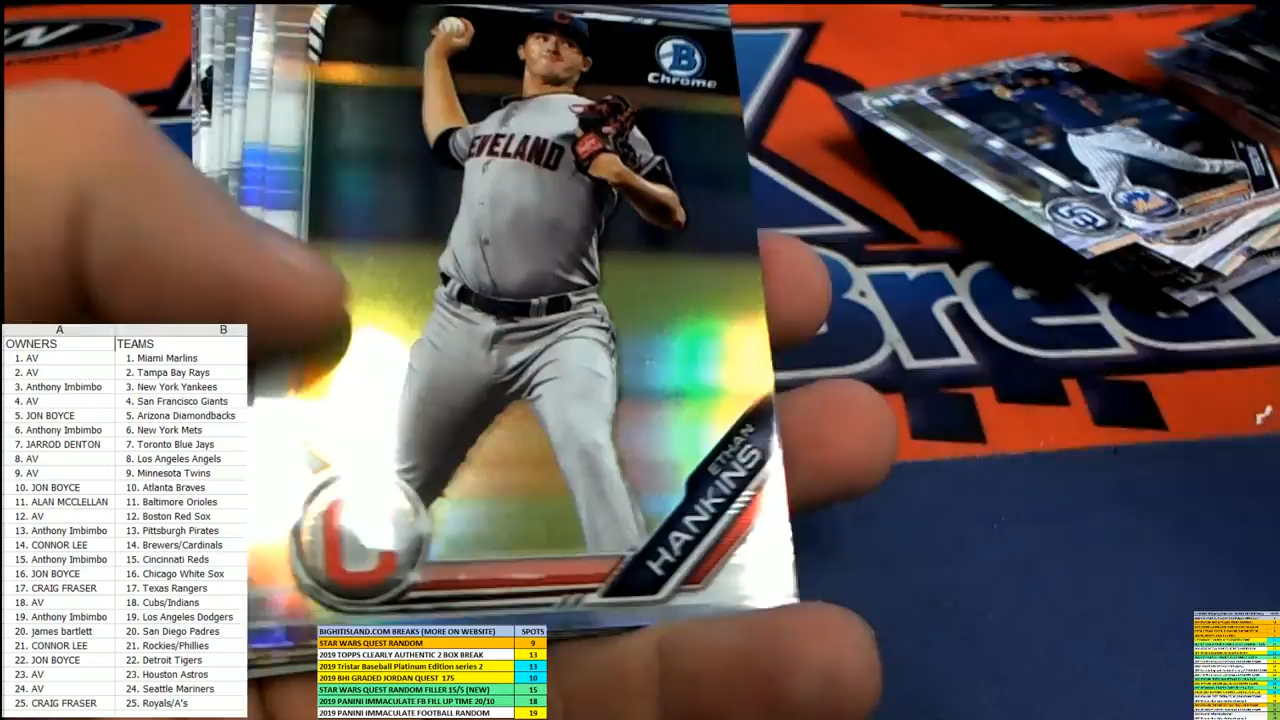 B
Chrome
EVELAND
C
ETHAN
HANKINS
Brea
SD
Mets
A B
OWNERS TEAMS
1. AV 1. Miami Marlins
2. AV 2. Tampa Bay Rays
3. Anthony Imbimbo 3. New York Yankees
4. AV 4. San Francisco Giants
5. JON BOYCE 5. Arizona Diamondbacks
6. Anthony Imbimbo 6. New York Mets
7. JARROD DENTON 7. Toronto Blue Jays
8. AV 8. Los Angeles Angels
9. AV 9. Minnesota Twins
10. JON BOYCE 10. Atlanta Braves
11. ALAN MCCLELLAN 11. Baltimore Orioles
12. AV 12. Boston Red Sox
13. Anthony Imbimbo 13. Pittsburgh Pirates
14. CONNOR LEE 14. Brewers/Cardinals
15. Anthony Imbimbo 15. Cincinnati Reds
16. JON BOYCE 16. Chicago White Sox
17. CRAIG FRASER 17. Texas Rangers
18. AV 18. Cubs/Indians
19. Anthony Imbimbo 19. Los Angeles Dodgers
20. james bartlett 20. San Diego Padres
21. CONNOR LEE 21. Rockies/Phillies
22. JON BOYCE 22. Detroit Tigers
23. AV 23. Houston Astros
24. AV 24. Seattle Mariners
25. CRAIG FRASER 25. Royals/A's
BIGHITISLAND.COM BREAKS (MORE ON WEBSITE) SPOTS
STAR WARS QUEST RANDOM 9
2019 TOPPS CLEARLY AUTHENTIC 2 BOX BREAK 13
2019 Tristar Baseball Platinum Edition series 2 13
2019 BHI GRADED JORDAN QUEST 175 10
STAR WARS QUEST RANDOM FILLER 15/5 (NEW) 15
2019 PANINI IMMACULATE FB FILL UP TIME 20/10 18
2019 PANINI IMMACULATE FOOTBALL RANDOM 19